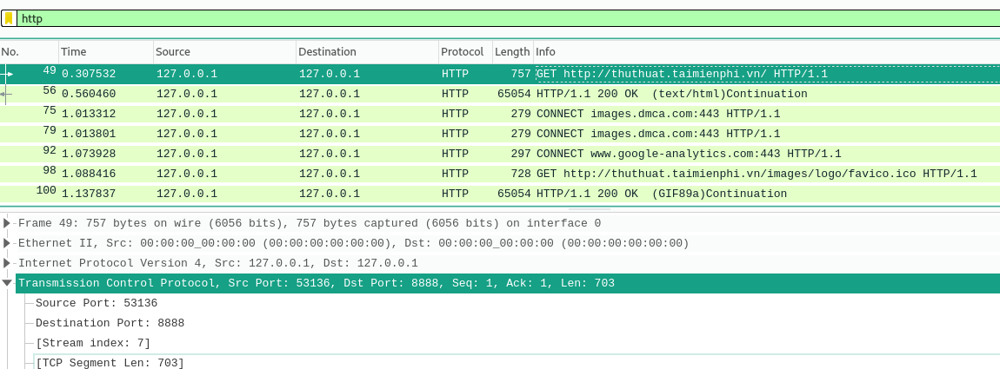 http
No. Time Source Destination Protocol Length Info
49 0.307532 127.0.0.1 127.0.0.1 HTTP 757 GET http://thuthuat.taimienphi.vn/ HTTP/1.1
56 0.560460 127.0.0.1 127.0.0.1 HTTP 65054 HTTP/1.1 200 OK  (text/html)Continuation
75 1.013312 127.0.0.1 127.0.0.1 HTTP 279 CONNECT images.dmca.com:443 HTTP/1.1
79 1.013801 127.0.0.1 127.0.0.1 HTTP 279 CONNECT images.dmca.com:443 HTTP/1.1
92 1.073928 127.0.0.1 127.0.0.1 HTTP 297 CONNECT www.google-analytics.com:443 HTTP/1.1
98 1.088416 127.0.0.1 127.0.0.1 HTTP 728 GET http://thuthuat.taimienphi.vn/images/logo/favico.ico HTTP/1.1
100 1.137837 127.0.0.1 127.0.0.1 HTTP 65054 HTTP/1.1 200 OK  (GIF89a)Continuation
Frame 49: 757 bytes on wire (6056 bits), 757 bytes captured (6056 bits) on interface 0
Ethernet II, Src: 00:00:00_00:00:00 (00:00:00:00:00:00), Dst: 00:00:00_00:00:00 (00:00:00:00:00:00)
Internet Protocol Version 4, Src: 127.0.0.1, Dst: 127.0.0.1
Transmission Control Protocol, Src Port: 53136, Dst Port: 8888, Seq: 1, Ack: 1, Len: 703
Source Port: 53136
Destination Port: 8888
[Stream index: 7]
[TCP Segment Len: 703]